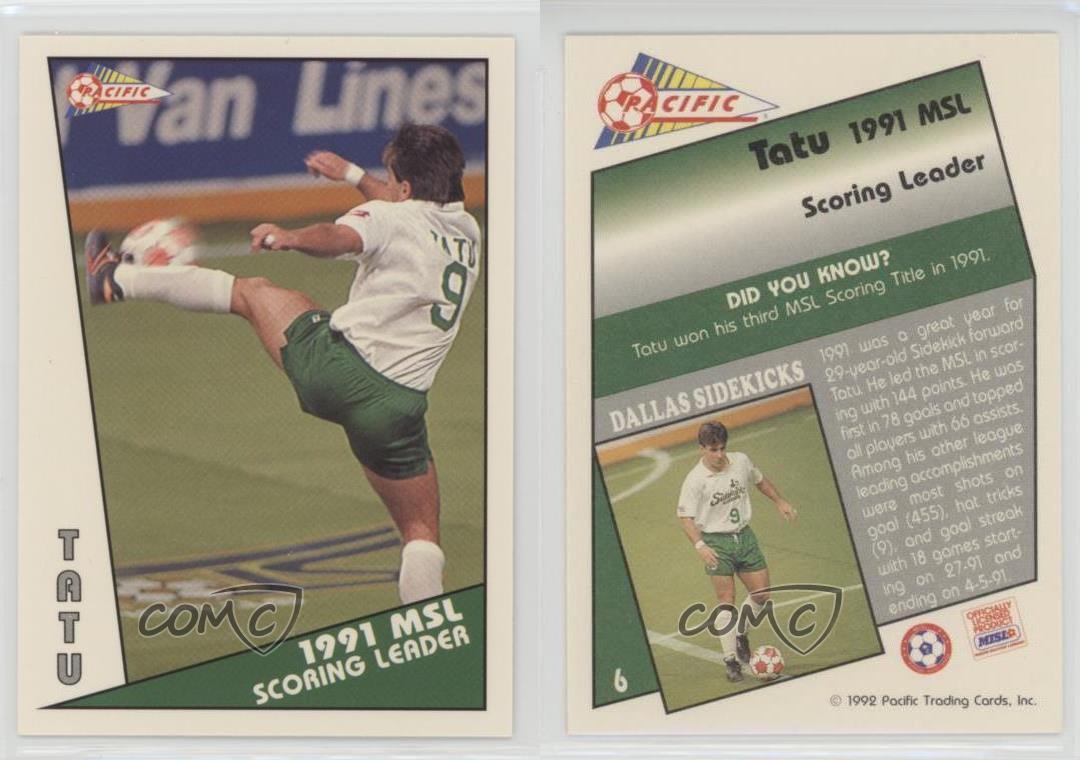 Van Lines
PACIFIC
TATU
9
TATU
COMC
1991 MSL
SCORING LEADER
PACIFIC
Tatu 1991 MSL
Scoring Leader
DID YOU KNOW?
Tatu won his third MSL Scoring Title in 1991.
DALLAS SIDEKICKS
9
1991 was a great year for
29-year-old Sidekick forward
Tatu. He led the MSL in scor-
ing with 144 points. He was
first in 78 goals and topped
all players with 66 assists.
Among his other league
leading accomplishments
were most shots on
goal (455), hat tricks
(9), and goal streak
with 18 games start-
ing on 27-91 and
ending on 4-5-91.
COMC
6
OFFICIALLY
LICENSED
PRODUCT
MISL
© 1992 Pacific Trading Cards, Inc.